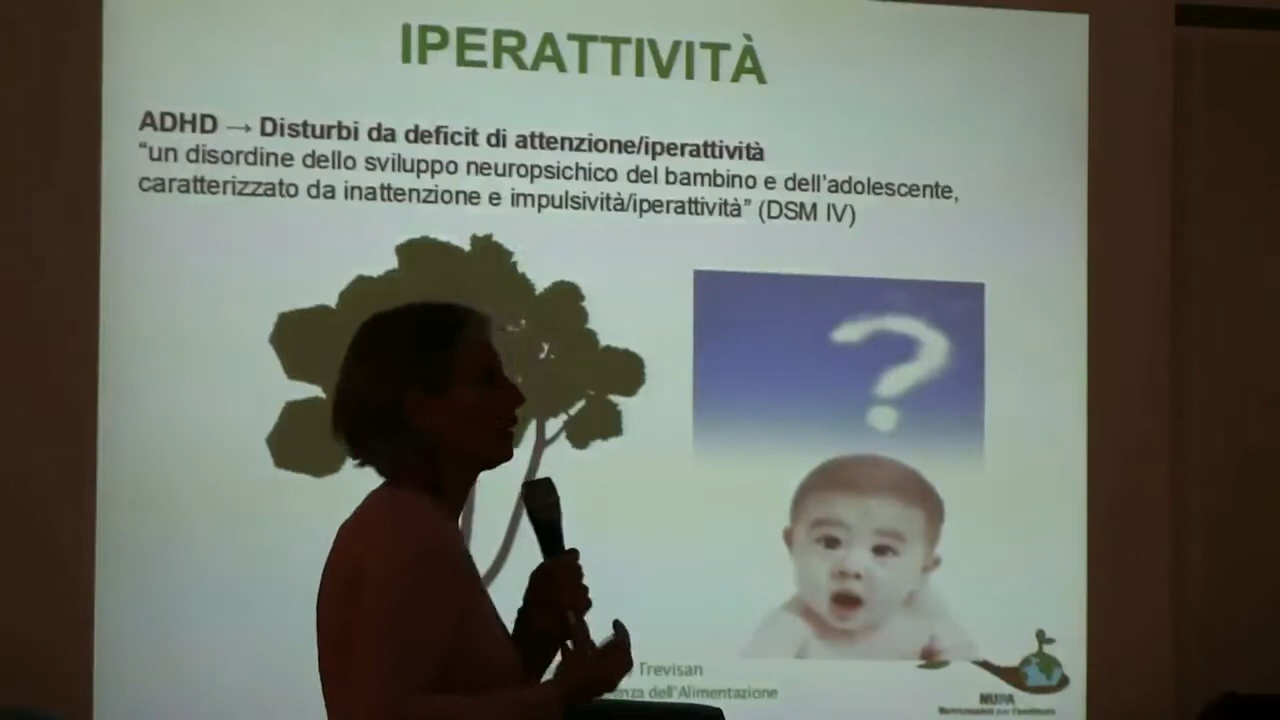 IPERATTIVITÀ
ADHD → Disturbi da deficit di attenzione/iperattività
“un disordine dello sviluppo neuropsichico del bambino e dell’adolescente,
caratterizzato da inattenzione e impulsività/iperattività” (DSM IV)
?
Trevisan
dell’Alimentazione
NUPA